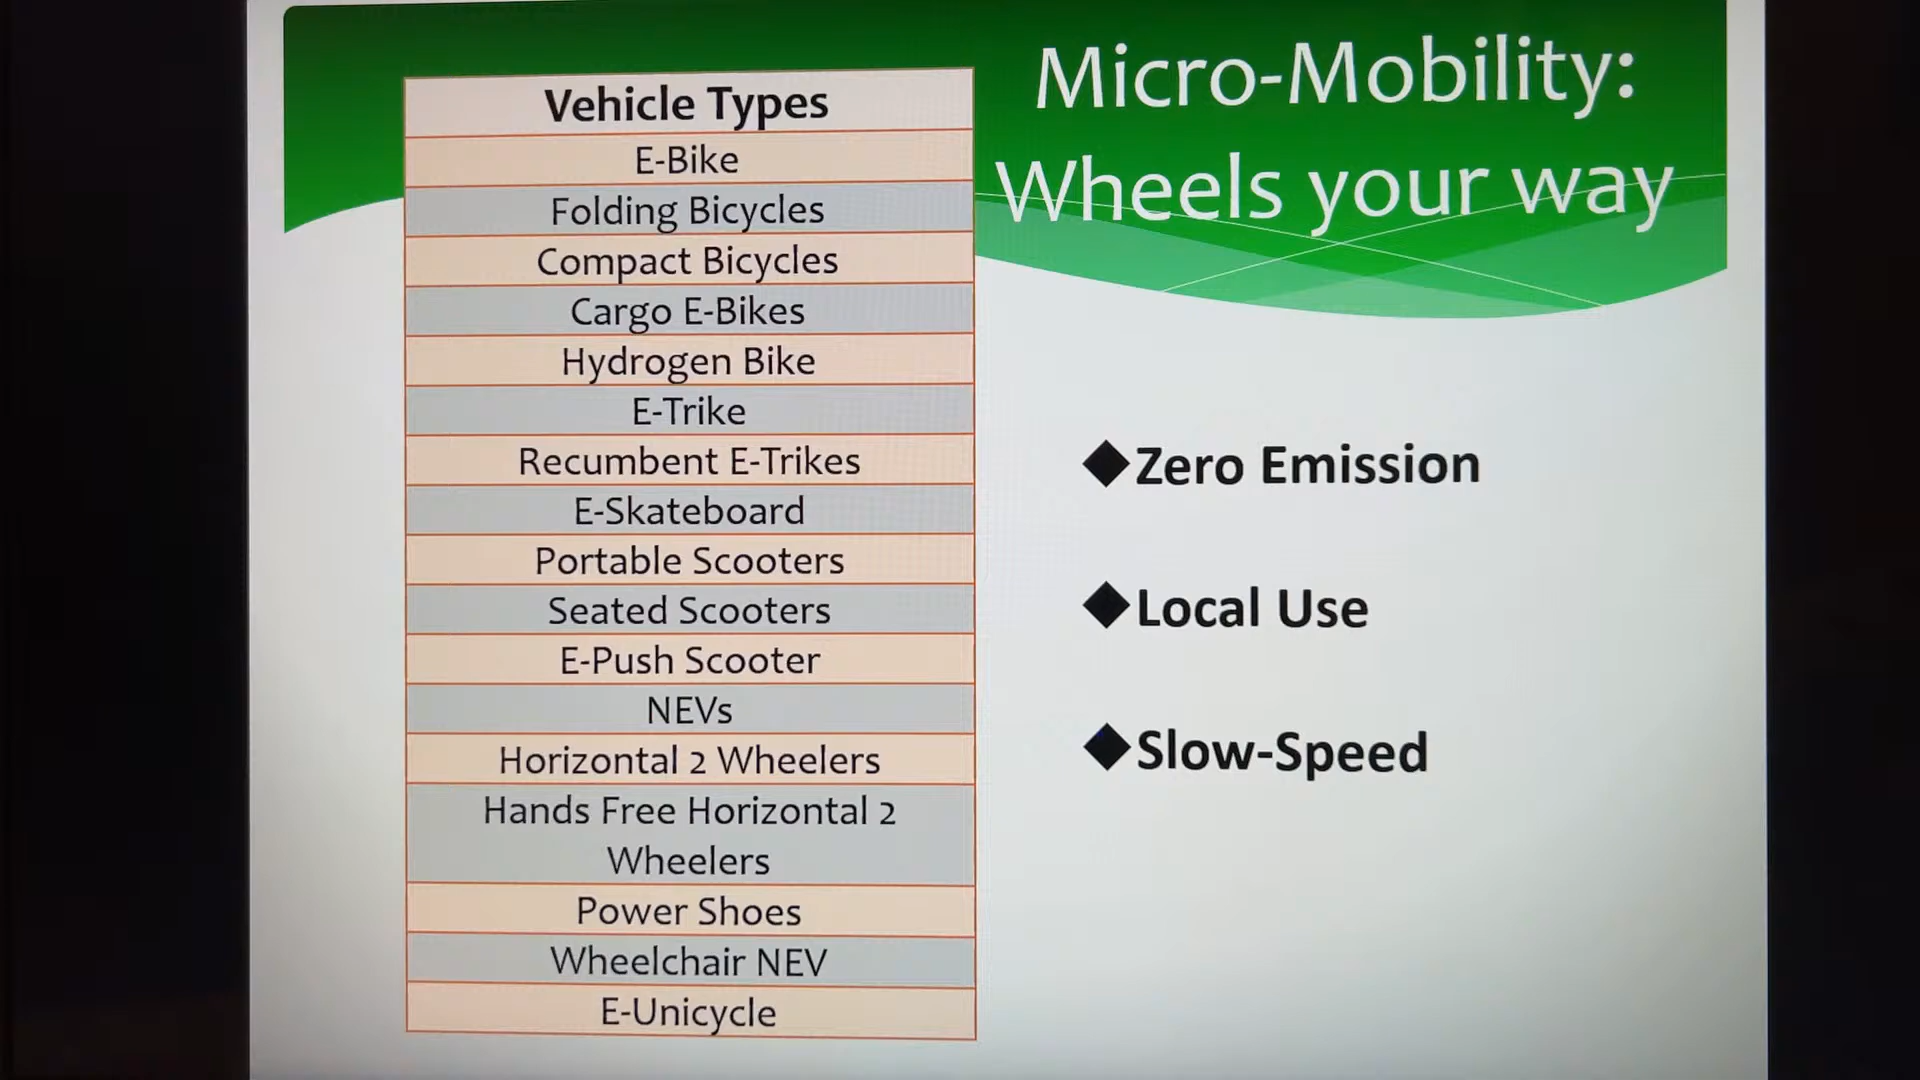 Micro-Mobility:
Wheels your way
Vehicle Types
E-Bike
Folding Bicycles
Compact Bicycles
Cargo E-Bikes
Hydrogen Bike
E-Trike
Recumbent E-Trikes
E-Skateboard
Portable Scooters
Seated Scooters
E-Push Scooter
NEVs
Horizontal 2 Wheelers
Hands Free Horizontal 2
Wheelers
Power Shoes
Wheelchair NEV
E-Unicycle
◆Zero Emission
◆Local Use
◆Slow-Speed